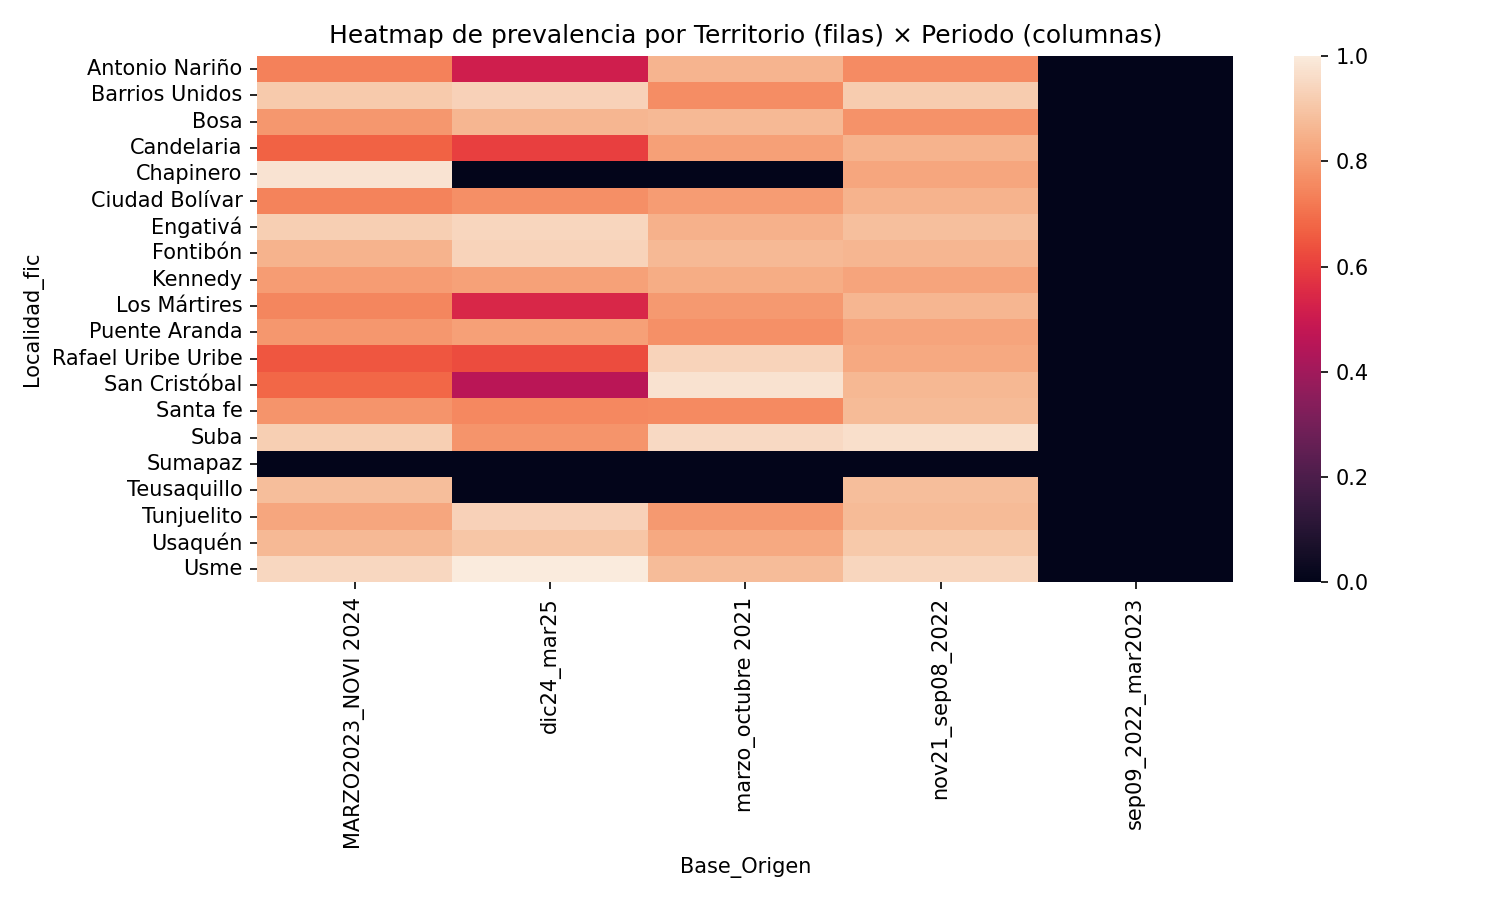 Heatmap de prevalencia por Territorio (filas) × Periodo (columnas)
Localidad_fic
Antonio Nariño
Barrios Unidos
Bosa
Candelaria
Chapinero
Ciudad Bolívar
Engativá
Fontibón
Kennedy
Los Mártires
Puente Aranda
Rafael Uribe Uribe
San Cristóbal
Santa fe
Suba
Sumapaz
Teusaquillo
Tunjuelito
Usaquén
Usme
MARZO2023_NOVI 2024
dic24_mar25
marzo_octubre 2021
nov21_sep08_2022
sep09_2022_mar2023
Base_Origen
1.0
0.8
0.6
0.4
0.2
0.0